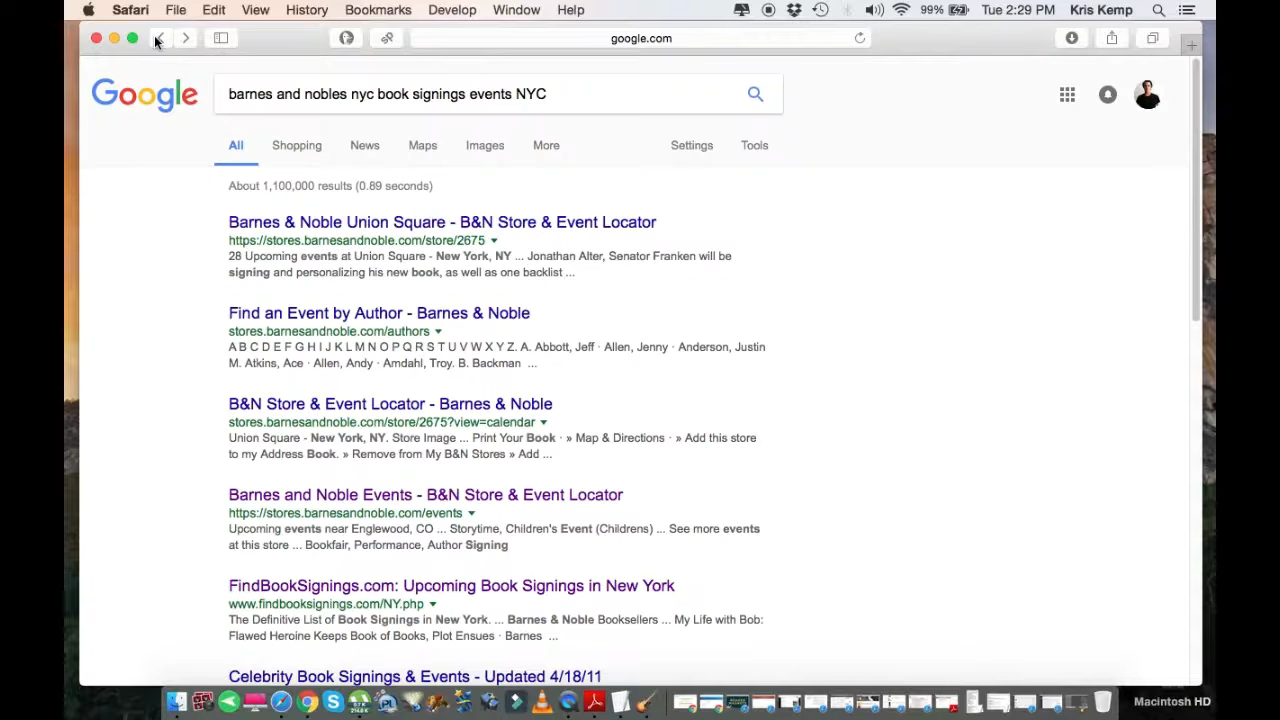 Safari File Edit View History Bookmarks Develop Window Help 99% Tue 2:29 PM Kris Kemp
google.com
Google barnes and nobles nyc book signings events NYC
All Shopping News Maps Images More Settings Tools
About 1,100,000 results (0.89 seconds)
Barnes & Noble Union Square - B&N Store & Event Locator
https://stores.barnesandnoble.com/store/2675
28 Upcoming events at Union Square - New York, NY ... Jonathan Alter, Senator Franken will be
signing and personalizing his new book, as well as one backlist ...
Find an Event by Author - Barnes & Noble
stores.barnesandnoble.com/authors
A B C D E F G H I J K L M N O P Q R S T U V W X Y Z. A. Abbott, Jeff · Allen, Jenny · Anderson, Justin
M. Atkins, Ace · Allen, Andy · Amdahl, Troy. B. Backman ...
B&N Store & Event Locator - Barnes & Noble
stores.barnesandnoble.com/store/2675?view=calendar
Union Square - New York, NY. Store Image ... Print Your Book · » Map & Directions · » Add this store
to my Address Book. » Remove from My B&N Stores » Add ...
Barnes and Noble Events - B&N Store & Event Locator
https://stores.barnesandnoble.com/events
Upcoming events near Englewood, CO ... Storytime, Children's Event (Childrens) ... See more events
at this store ... Bookfair, Performance, Author Signing
FindBookSignings.com: Upcoming Book Signings in New York
www.findbooksignings.com/NY.php
The Definitive List of Book Signings in New York. ... Barnes & Noble Booksellers ... My Life with Bob:
Flawed Heroine Keeps Book of Books, Plot Ensues · Barnes ...
Celebrity Book Signings & Events - Updated 4/18/11
Macintosh HD